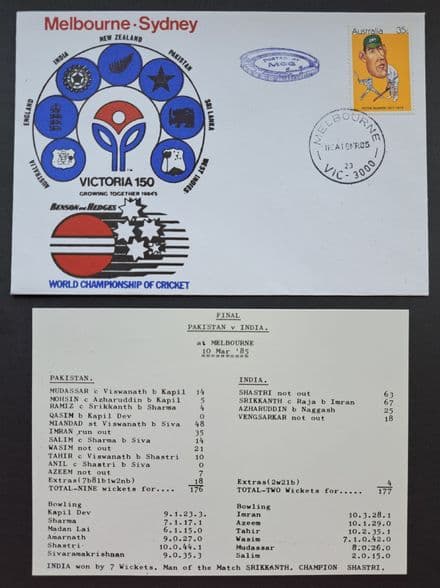 Melbourne · Sydney
NEW ZEALAND
INDIA
PAKISTAN
ENGLAND
SRI LANKA
AUSTRALIA
WEST INDIES
VICTORIA 150
GROWING TOGETHER 1984/5
BENSON and HEDGES
WORLD CHAMPIONSHIP OF CRICKET
POSTED AT
MCG
Australia 35c
MELBOURNE
10MR85
23
VIC - 3000
FINAL
PAKISTAN v INDIA.
at MELBOURNE
10 Mar '85
PAKISTAN.
MUDASSAR c Viswanath b Kapil 14
MOHSIN c Azharuddin b Kapil 5
RAMIZ c Srikkanth b Sharma 4
QASIM b Kapil Dev 0
MIANDAD st Viswanath b Siva 48
IMRAN run out 35
SALIM c Sharma b Siva 14
WASIM not out 21
TAHIR c Viswanath b Shastri 10
ANIL c Shastri b Siva 0
AZEEM not out 7
Extras(7b8lb1w2nb) 18
TOTAL-NINE wickets for.... 176
Bowling
Kapil Dev 9.1.23.3.
Sharma 7.1.17.1
Madan Lai 6.1.15.0
Amarnath 9.0.27.0
Shastri 10.0.44.1
Sivaramakrishnan 9.0.35.3
INDIA.
SHASTRI not out 63
SRIKKANTH c Raja b Imran 67
AZHARUDDIN b Naggash 25
VENGSARKAR not out 18
Extras(2w2lb) 4
TOTAL-TWO Wickets for..... 177
Bowling
Imran 10.3.28.1
Azeem 10.1.29.0
Tahir 10.2.35.1
Wasim 7.1.0.42.0
Mudassar 8.0.26.0
Salim 2.0.15.0
INDIA won by 7 Wickets. Man of the Match SRIKKANTH. CHAMPION SHASTRI.